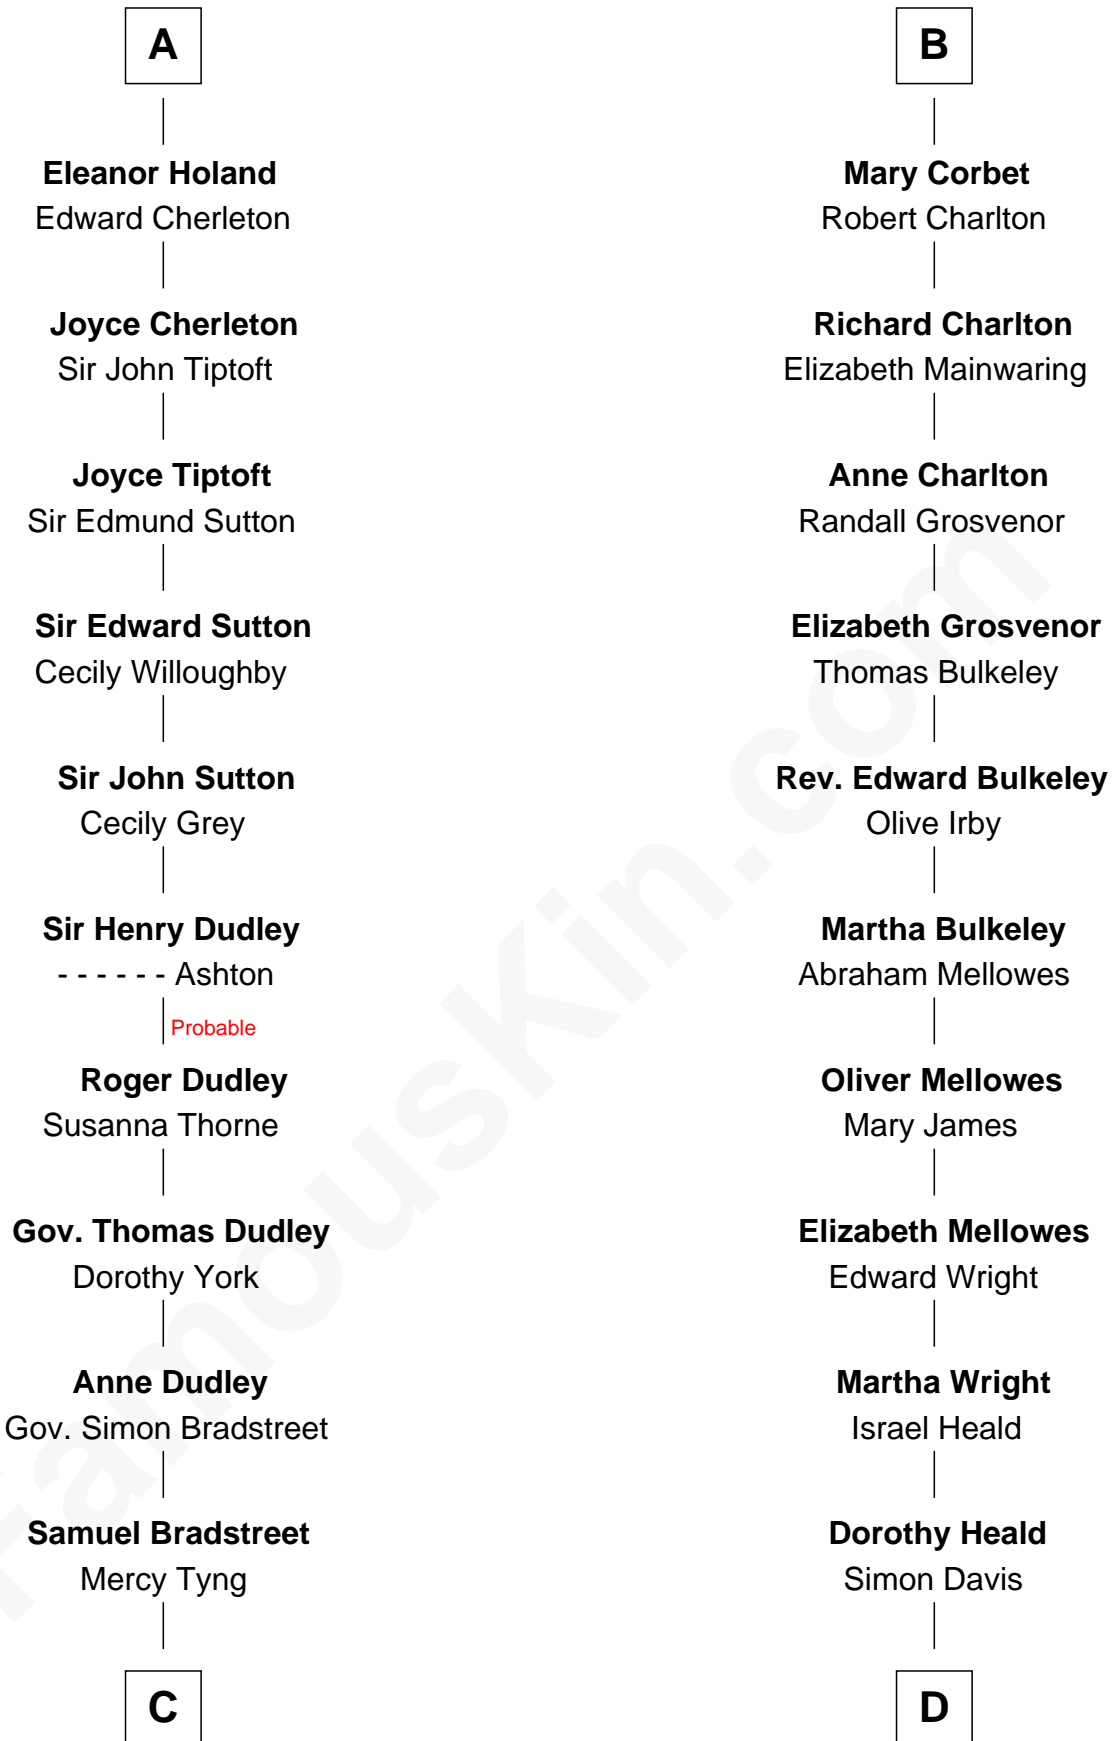 A
Eleanor Holand
Edward Cherleton
Joyce Cherleton
Sir John Tiptoft
Joyce Tiptoft
Sir Edmund Sutton
Sir Edward Sutton
Cecily Willoughby
Sir John Sutton
Cecily Grey
Sir Henry Dudley
- - - - - - Ashton
Probable
Roger Dudley
Susanna Thorne
Gov. Thomas Dudley
Dorothy York
Anne Dudley
Gov. Simon Bradstreet
Samuel Bradstreet
Mercy Tyng
C
B
Mary Corbet
Robert Charlton
Richard Charlton
Elizabeth Mainwaring
Anne Charlton
Randall Grosvenor
Elizabeth Grosvenor
Thomas Bulkeley
Rev. Edward Bulkeley
Olive Irby
Martha Bulkeley
Abraham Mellowes
Oliver Mellowes
Mary James
Elizabeth Mellowes
Edward Wright
Martha Wright
Israel Heald
Dorothy Heald
Simon Davis
D
FamousKin.com